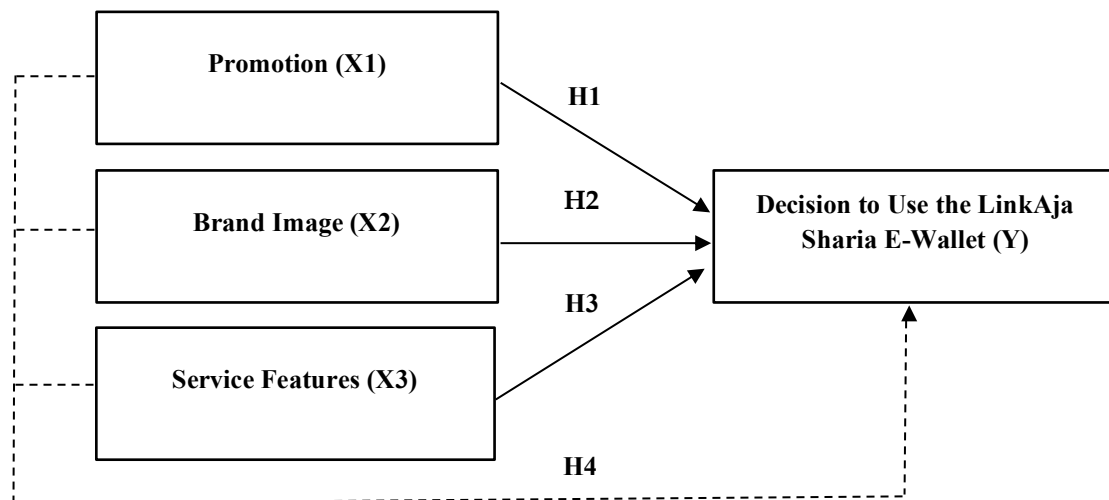 Promotion (X1)
H1
H2
Brand Image (X2)
Decision to Use the LinkAja
Sharia E-Wallet (Y)
H3
Service Features (X3)
H4